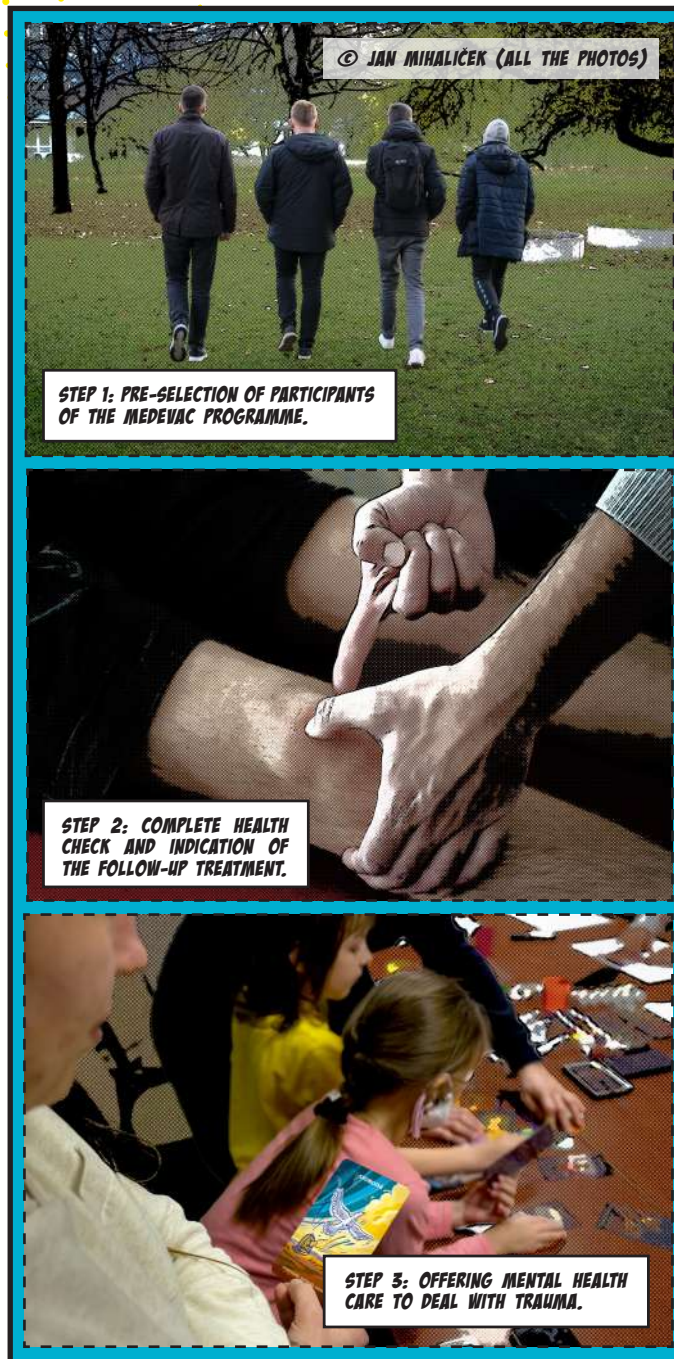 © JAN MIHALIČEK (ALL THE PHOTOS)
STEP 1: PRE-SELECTION OF PARTICIPANTS
OF THE MEDEVAC PROGRAMME.
STEP 2: COMPLETE HEALTH
CHECK AND INDICATION OF
THE FOLLOW-UP TREATMENT.
STEP 3: OFFERING MENTAL HEALTH
CARE TO DEAL WITH TRAUMA.